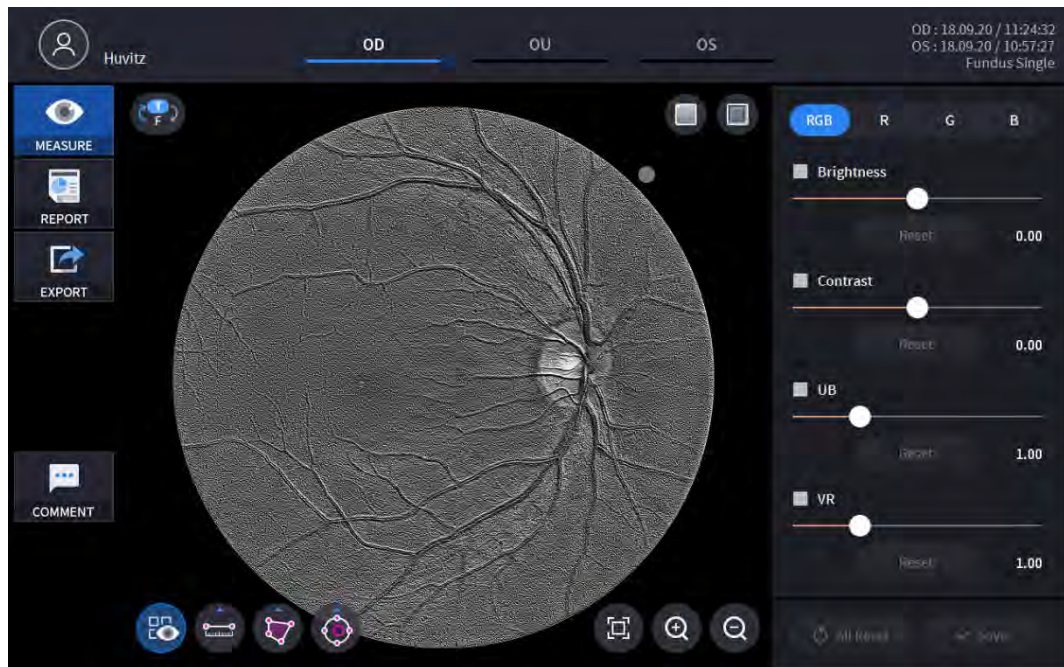 Huvitz
OD
OU
OS
OD : 18.09.20 / 11:24:32
OS : 18.09.20 / 10:57:27
Fundus Single
MEASURE
REPORT
EXPORT
COMMENT
T
F
RGB
R
G
B
Brightness
Reset
0.00
Contrast
Reset
0.00
UB
Reset
1.00
VR
Reset
1.00
All Reset
Save